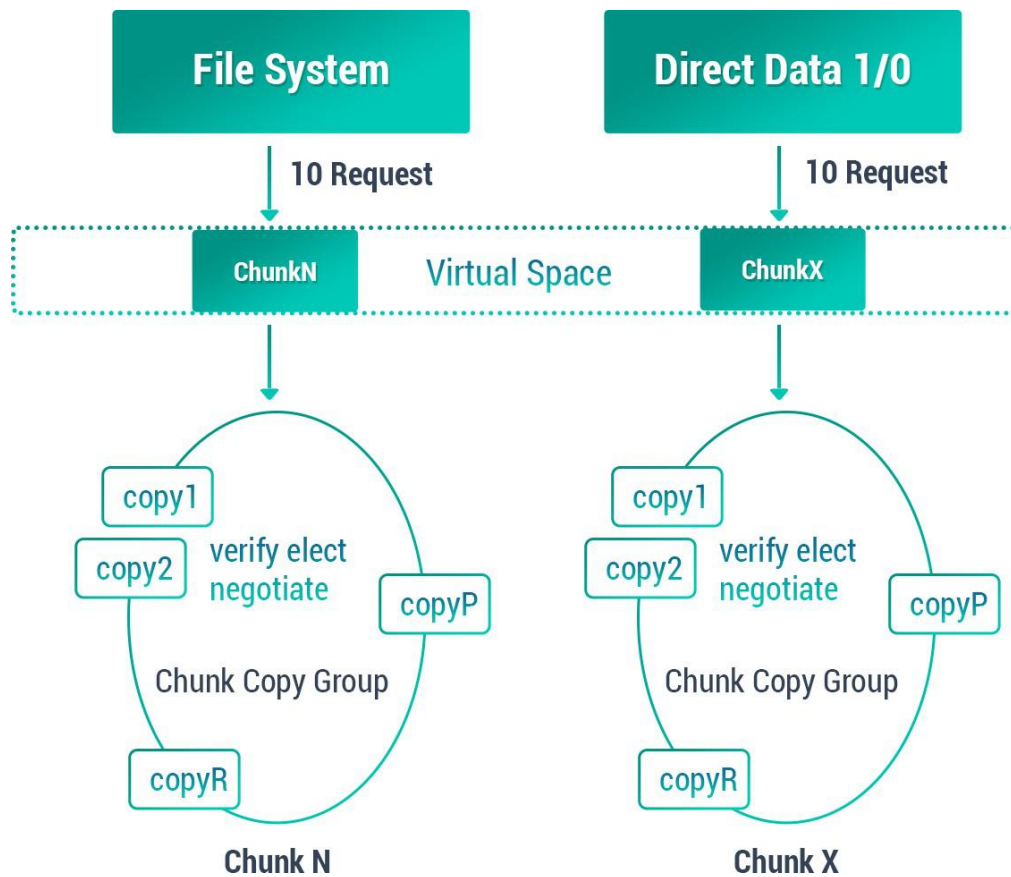 File System
Direct Data 1/0
10 Request
10 Request
ChunkN
Virtual Space
ChunkX
copy1
copy2
verify elect
negotiate
copyP
Chunk Copy Group
copyR
Chunk N
copy1
copy2
verify elect
negotiate
copyP
Chunk Copy Group
copyR
Chunk X